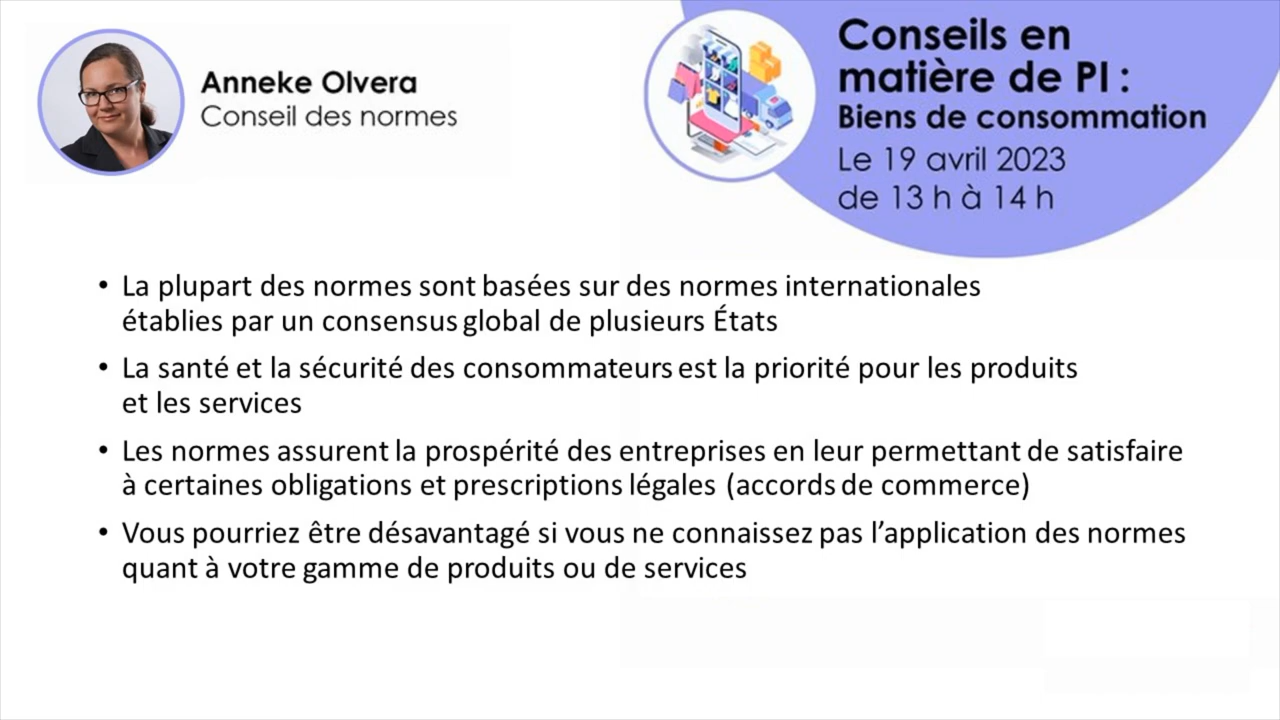 Anneke Olvera
Conseil des normes
Conseils en
matière de PI :
Biens de consommation
Le 19 avril 2023
de 13 h à 14 h
• La plupart des normes sont basées sur des normes internationales
établies par un consensus global de plusieurs États
• La santé et la sécurité des consommateurs est la priorité pour les produits
et les services
• Les normes assurent la prospérité des entreprises en leur permettant de satisfaire
à certaines obligations et prescriptions légales (accords de commerce)
• Vous pourriez être désavantagé si vous ne connaissez pas l’application des normes
quant à votre gamme de produits ou de services